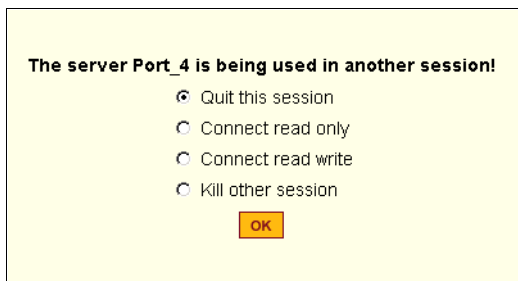 The server Port_4 is being used in another session!
Quit this session
Connect read only
Connect read write
Kill other session
OK